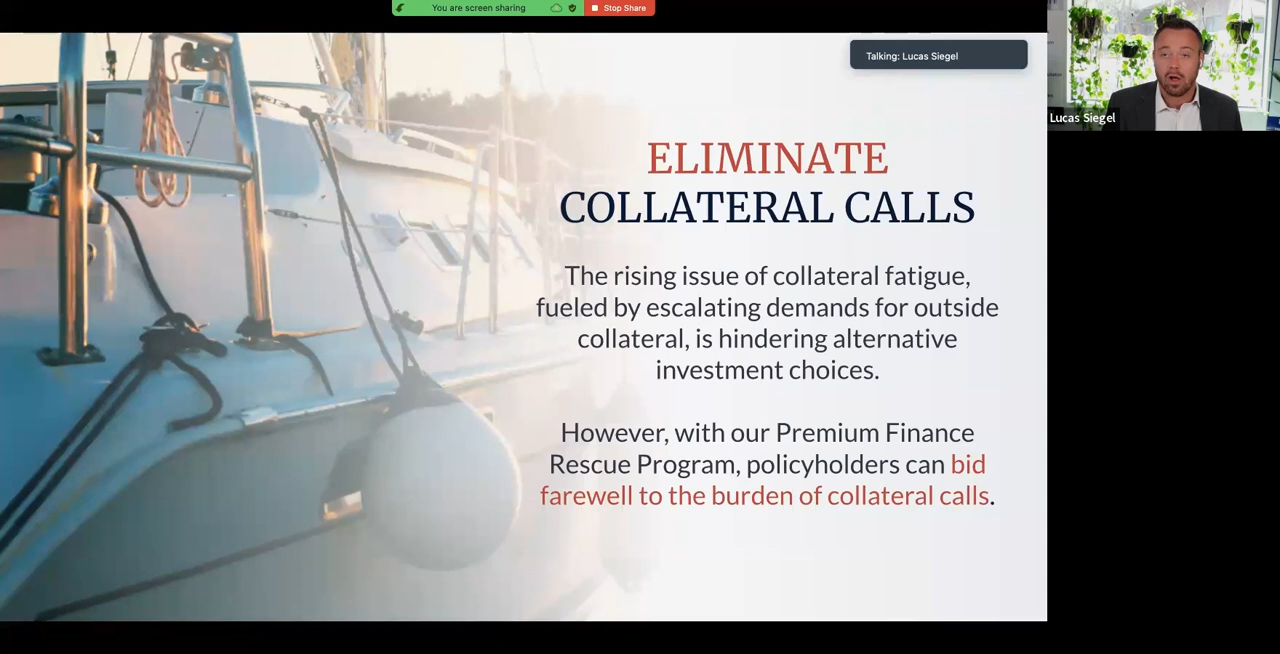 You are screen sharing
Stop Share
Talking: Lucas Siegel
Lucas Siegel
ELIMINATE
COLLATERAL CALLS
The rising issue of collateral fatigue,
fueled by escalating demands for outside
collateral, is hindering alternative
investment choices.
However, with our Premium Finance
Rescue Program, policyholders can bid
farewell to the burden of collateral calls.